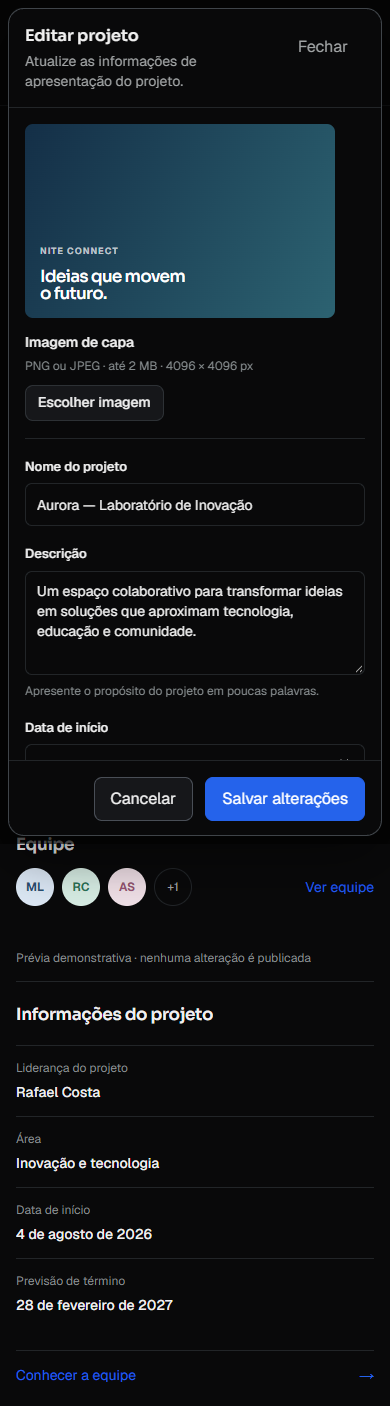 Editar projeto
Fechar
Atualize as informações de
apresentação do projeto.
NITE CONNECT
Ideias que movem
o futuro.
Imagem de capa
PNG ou JPEG · até 2 MB · 4096 × 4096 px
Escolher imagem
Nome do projeto
Aurora — Laboratório de Inovação
Descrição
Um espaço colaborativo para transformar ideias
em soluções que aproximam tecnologia,
educação e comunidade.
Apresente o propósito do projeto em poucas palavras.
Data de início
Cancelar
Salvar alterações
Equipe
ML
RC
AS
+1
Ver equipe
Prévia demonstrativa · nenhuma alteração é publicada
Informações do projeto
Liderança do projeto
Rafael Costa
Área
Inovação e tecnologia
Data de início
4 de agosto de 2026
Previsão de término
28 de fevereiro de 2027
Conhecer a equipe →